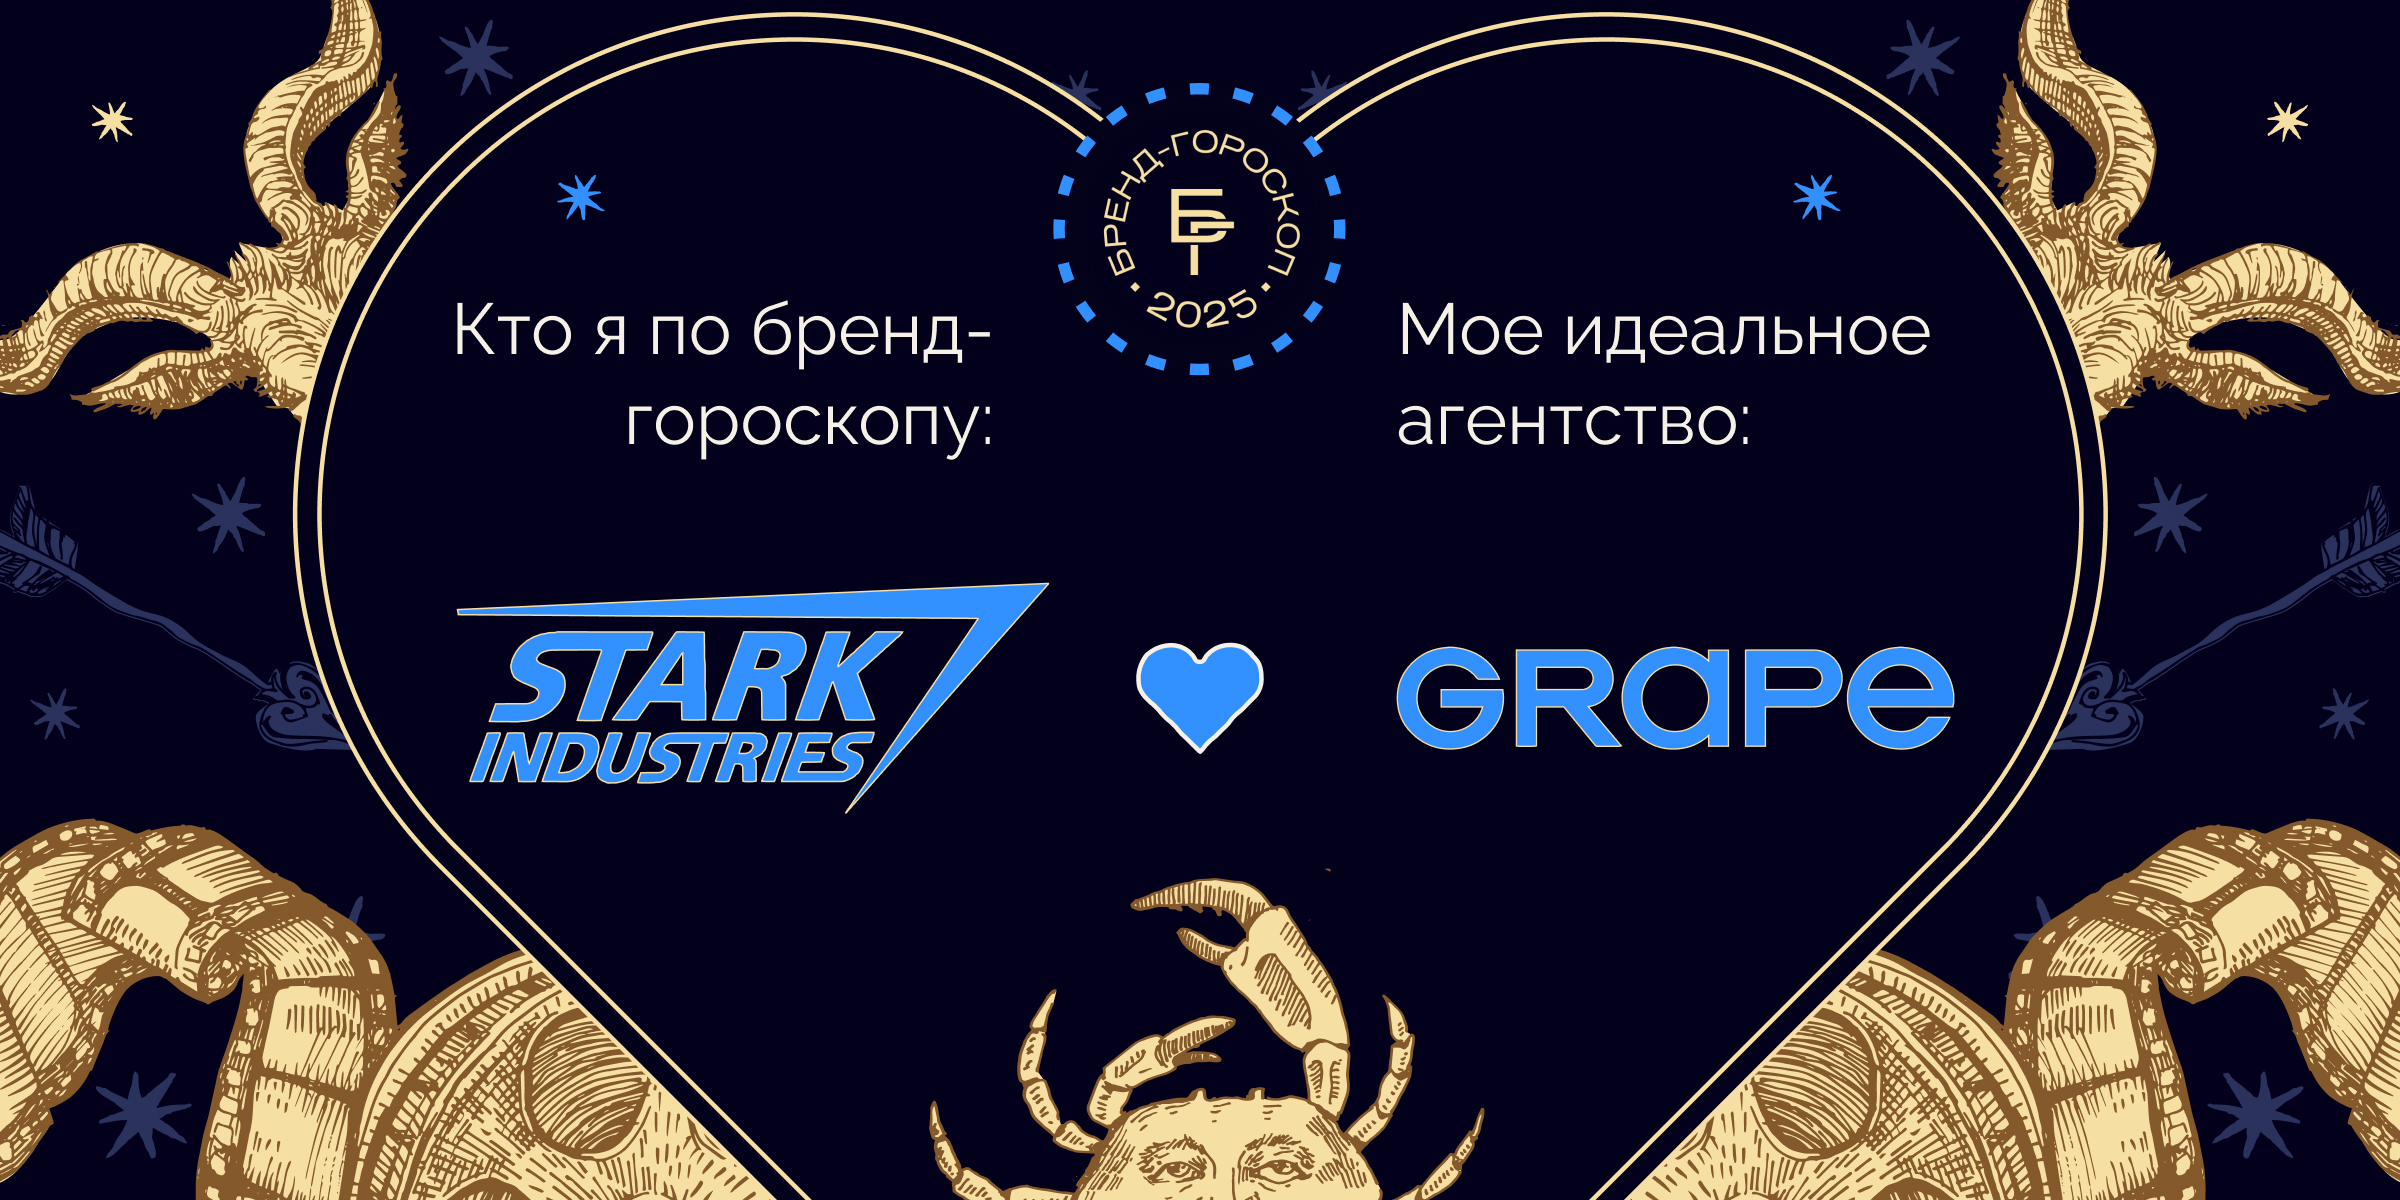 БРЕНД-ГОРОСКОП
БГ
• 2025 •
Кто я по бренд-
гороскопу:
Мое идеальное
агентство:
STARK
INDUSTRIES
GRAPE